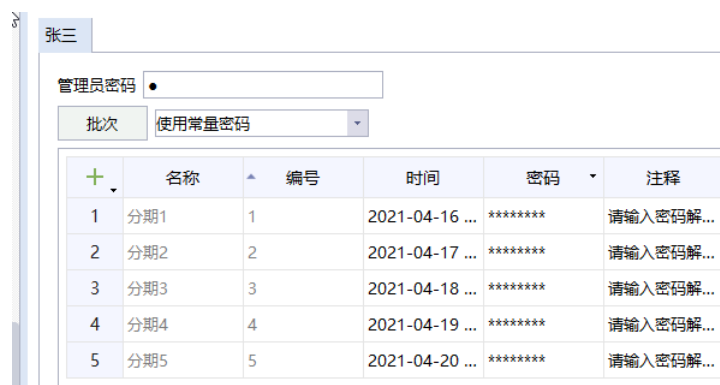 张三
管理员密码 ●
批次 使用常量密码
名称 编号 时间 密码 注释
1 分期1 1 2021-04-16 ... ******** 请输入密码解...
2 分期2 2 2021-04-17 ... ******** 请输入密码解...
3 分期3 3 2021-04-18 ... ******** 请输入密码解...
4 分期4 4 2021-04-19 ... ******** 请输入密码解...
5 分期5 5 2021-04-20 ... ******** 请输入密码解...